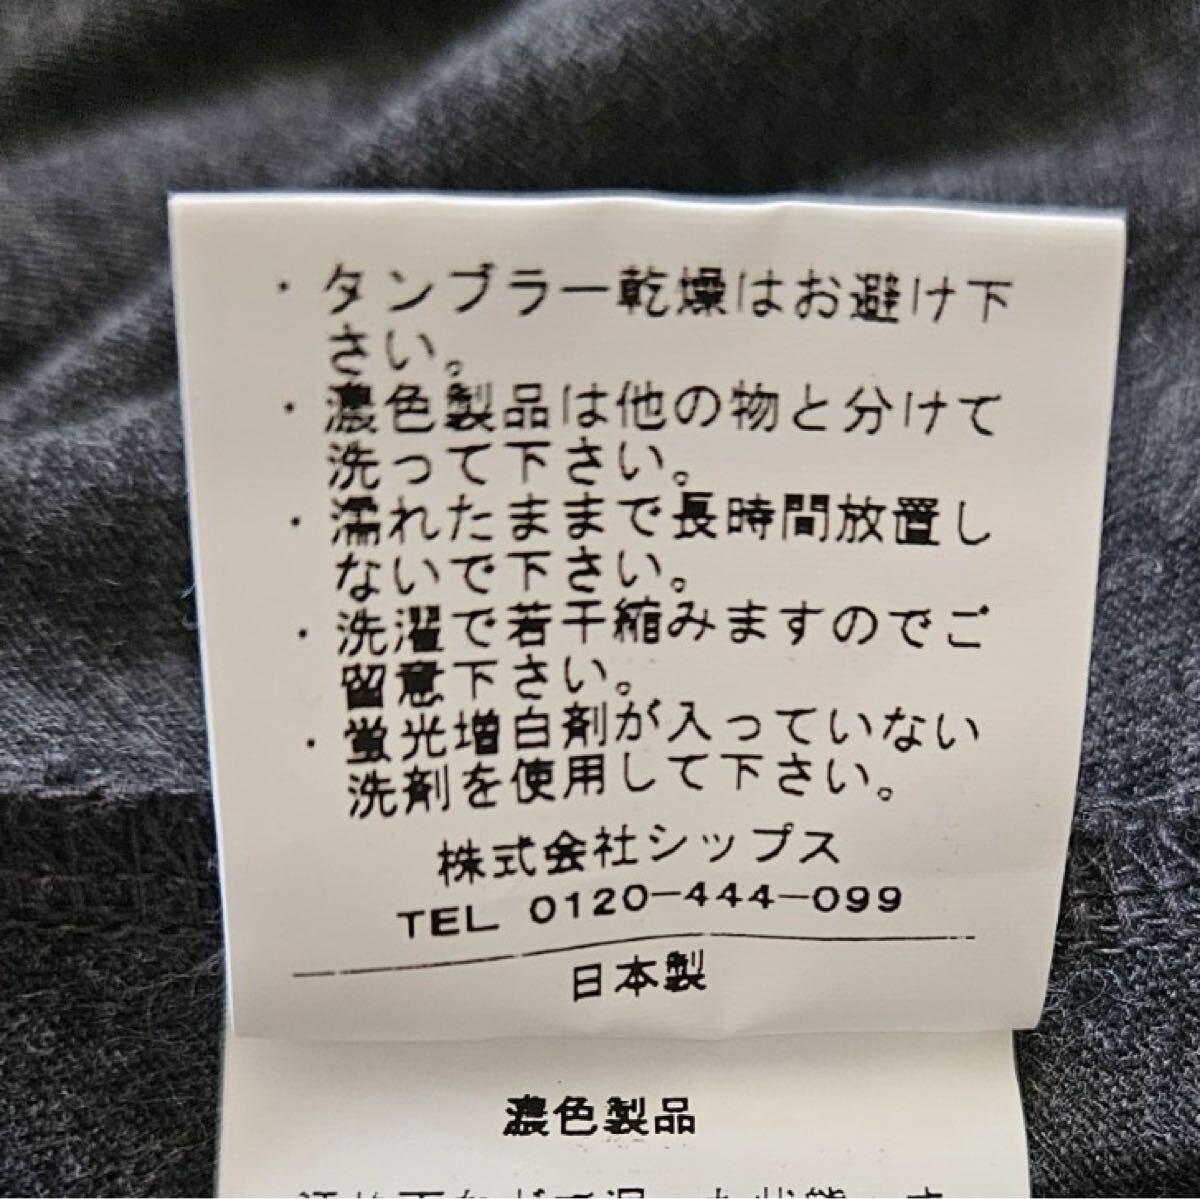 ・タンブラー乾燥はお避け下
さい。
・濃色製品は他の物と分けて
洗って下さい。
・濡れたままで長時間放置し
ないで下さい。
・洗濯で若干縮みますのでご
留意下さい。
・蛍光増白剤が入っていない
洗剤を使用して下さい。
株式会社シップス
TEL 0120-444-099
日本製
濃色製品